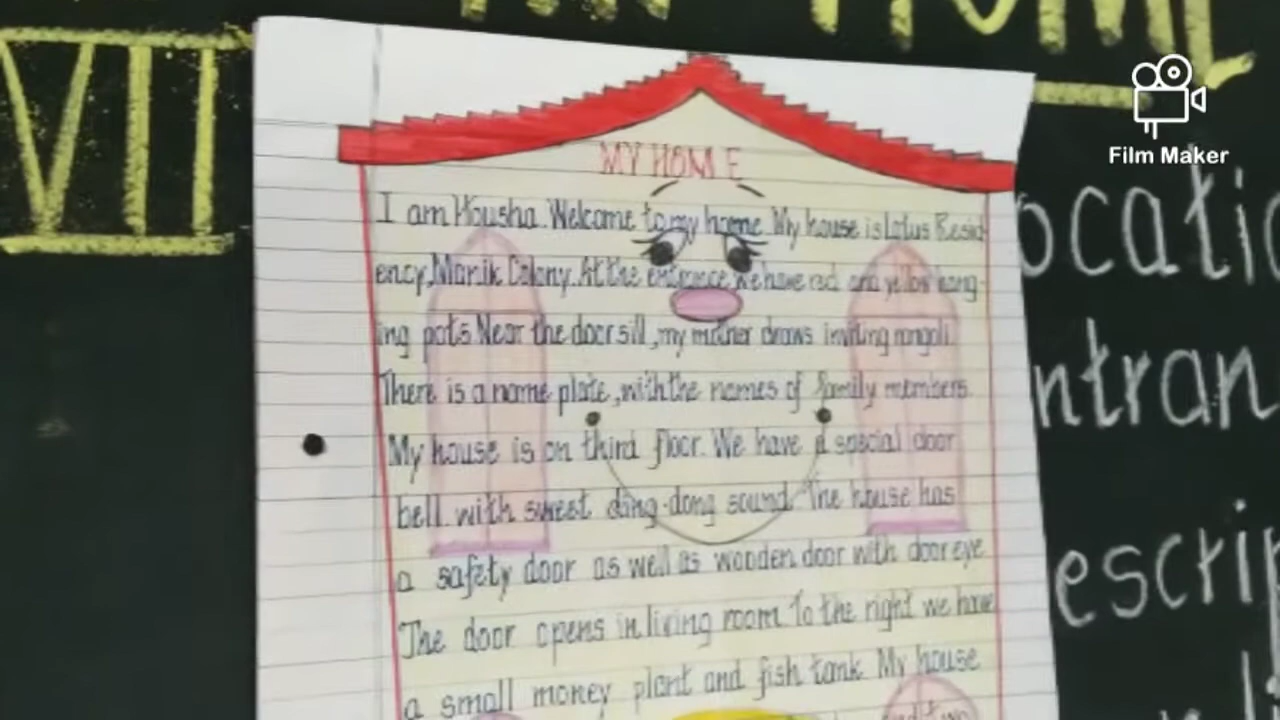 VII
MY HOME
I am Housha. Welcome to my home. My house is Lotus Resid-
ency, Manik Colony. At the entrance we have red and yellow hang-
ing pots. Near the doorsill, my mother draws inviting rangoli.
There is a name plate, with the names of family members.
My house is on third floor. We have a special door
bell with sweet ding-dong sound. The house has
a safety door as well as wooden door with door eye
The door opens in living room. To the right we have
a small money plant and fish tank. My house
and two
ocatio
ntran
escrip
Film Maker